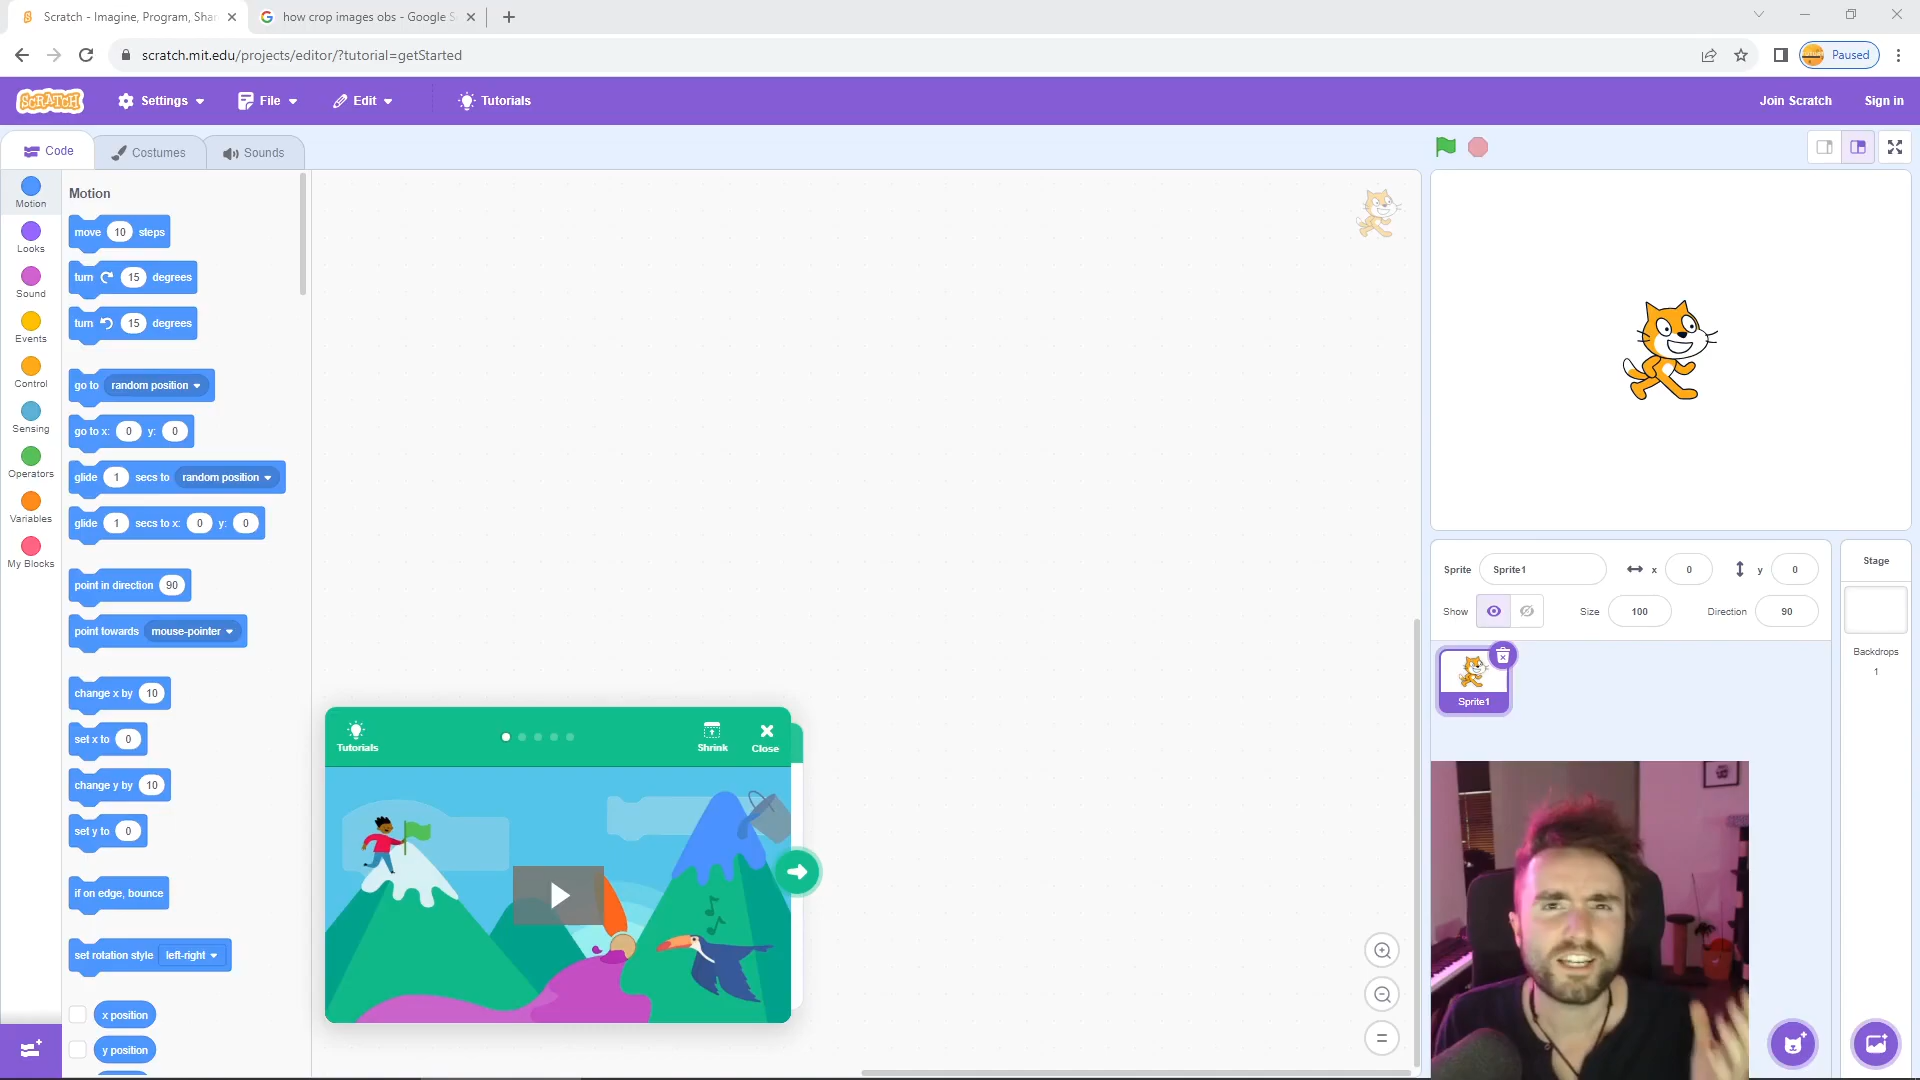 Scratch - Imagine, Program, Shar
how crop images obs - Google S
scratch.mit.edu/projects/editor/?tutorial=getStarted
Paused
SCRATCH
Settings
File
Edit
Tutorials
Join Scratch
Sign in
Code
Costumes
Sounds
Motion
Looks
Sound
Events
Control
Sensing
Operators
Variables
My Blocks
Motion
move 10 steps
turn 15 degrees
turn 15 degrees
go to random position
go to x: 0 y: 0
glide 1 secs to random position
glide 1 secs to x: 0 y: 0
point in direction 90
point towards mouse-pointer
change x by 10
set x to 0
change y by 10
set y to 0
if on edge, bounce
set rotation style left-right
x position
y position
Tutorials
Shrink
Close
Sprite Sprite1 x 0 y 0
Show Size 100 Direction 90
Sprite1
Stage
Backdrops
1